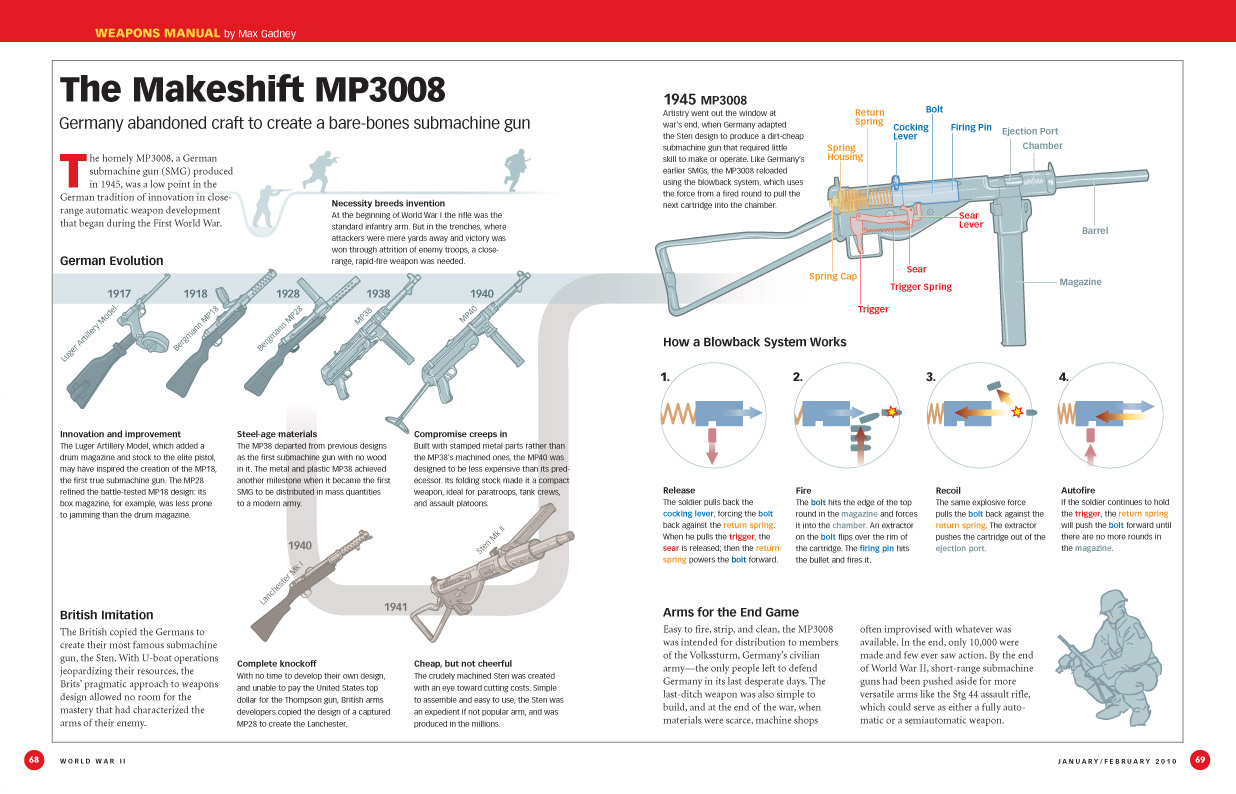 WEAPONS MANUAL by Max Gadney
The Makeshift MP3008
Germany abandoned craft to create a bare-bones submachine gun
The homely MP3008, a German
submachine gun (SMG) produced
in 1945, was a low point in the
German tradition of innovation in close-
range automatic weapon development
that began during the First World War.
Necessity breeds invention
At the beginning of World War I the rifle was the
standard infantry arm. But in the trenches, where
attackers were mere yards away and victory was
won through attrition of enemy troops, a close-
range, rapid-fire weapon was needed.
German Evolution
1917
1918
1928
1938
1940
Luger Artillery Model
Bergmann MP18
Bergmann MP28
MP38
MP40
Innovation and improvement
The Luger Artillery Model, which added a
drum magazine and stock to the elite pistol,
may have inspired the creation of the MP18,
the first true submachine gun. The MP28
refined the battle-tested MP18 design: its
box magazine, for example, was less prone
to jamming than the drum magazine.
Steel-age materials
The MP38 departed from previous designs
as the first submachine gun with no wood
in it. The metal and plastic MP38 achieved
another milestone when it became the first
SMG to be distributed in mass quantities
to a modern army.
Compromise creeps in
Built with stamped metal parts rather than
the MP38's machined ones, the MP40 was
designed to be less expensive than its pred-
ecessor. Its folding stock made it a compact
weapon, ideal for paratroops, tank crews,
and assault platoons.
1940
Lanchester Mk I
1941
Sten Mk II
British Imitation
The British copied the Germans to
create their most famous submachine
gun, the Sten. With U-boat operations
jeopardizing their resources, the
Brits' pragmatic approach to weapons
design allowed no room for the
mastery that had characterized the
arms of their enemy.
Complete knockoff
With no time to develop their own design,
and unable to pay the United States top
dollar for the Thompson gun, British arms
developers copied the design of a captured
MP28 to create the Lanchester.
Cheap, but not cheerful
The crudely machined Sten was created
with an eye toward cutting costs. Simple
to assemble and easy to use, the Sten was
an expedient if not popular arm, and was
produced in the millions.
1945 MP3008
Artistry went out the window at
war's end, when Germany adapted
the Sten design to produce a dirt-cheap
submachine gun that required little
skill to make or operate. Like Germany's
earlier SMGs, the MP3008 reloaded
using the blowback system, which uses
the force from a fired round to pull the
next cartridge into the chamber.
Spring
Housing
Return
Spring
Cocking
Lever
Bolt
Firing Pin
Ejection Port
Chamber
Sear
Lever
Barrel
Spring Cap
Sear
Trigger Spring
Trigger
Magazine
How a Blowback System Works
1.
2.
3.
4.
Release
The soldier pulls back the
cocking lever, forcing the bolt
back against the return spring.
When he pulls the trigger, the
sear is released; then the return
spring powers the bolt forward.
Fire
The bolt hits the edge of the top
round in the magazine and forces
it into the chamber. An extractor
on the bolt flips over the rim of
the cartridge. The firing pin hits
the bullet and fires it.
Recoil
The same explosive force
pulls the bolt back against the
return spring. The extractor
pushes the cartridge out of the
ejection port.
Autofire
If the soldier continues to hold
the trigger, the return spring
will push the bolt forward until
there are no more rounds in
the magazine.
Arms for the End Game
Easy to fire, strip, and clean, the MP3008
was intended for distribution to members
of the Volkssturm, Germany's civilian
army—the only people left to defend
Germany in its last desperate days. The
last-ditch weapon was also simple to
build, and at the end of the war, when
materials were scarce, machine shops
often improvised with whatever was
available. In the end, only 10,000 were
made and few ever saw action. By the end
of World War II, short-range submachine
guns had been pushed aside for more
versatile arms like the Stg 44 assault rifle,
which could serve as either a fully auto-
matic or a semiautomatic weapon.
68
WORLD WAR II
JANUARY/FEBRUARY 2010
69